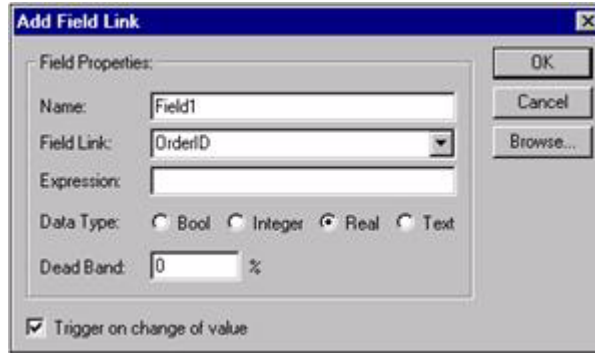 Add Field Link
Field Properties:
OK
Name: Field1
Cancel
Field Link: OrderID
Browse...
Expression:
Data Type: Bool Integer Real Text
Dead Band: 0 %
Trigger on change of value